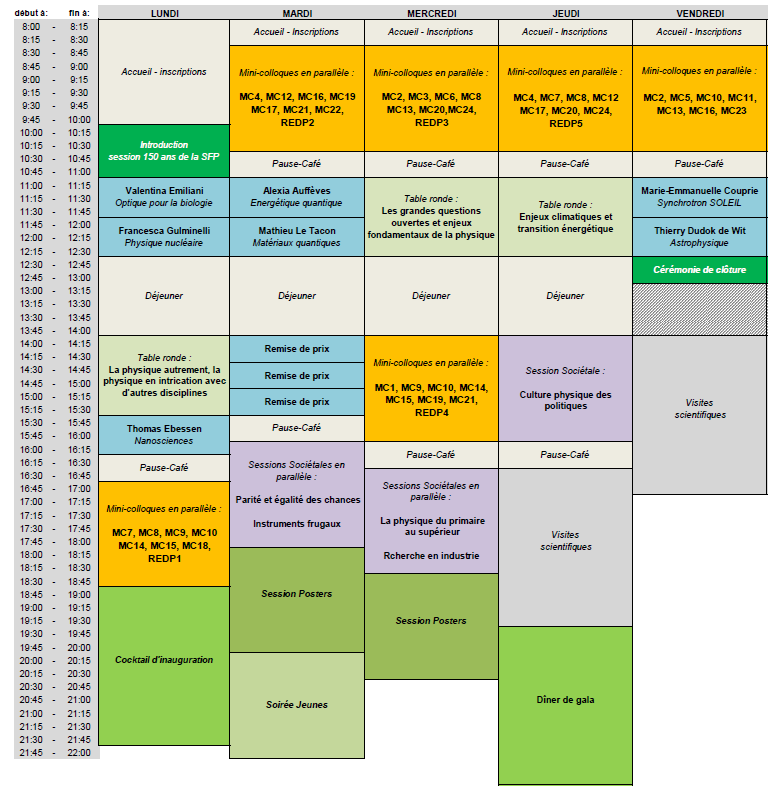 début à: fin à: LUNDI MARDI MERCREDI JEUDI VENDREDI
8:00 - 8:15
8:15 - 8:30
8:30 - 8:45
8:45 - 9:00
9:00 - 9:15
9:15 - 9:30
9:30 - 9:45
9:45 - 10:00
10:00 - 10:15
10:15 - 10:30
10:30 - 10:45
10:45 - 11:00
11:00 - 11:15
11:15 - 11:30
11:30 - 11:45
11:45 - 12:00
12:00 - 12:15
12:15 - 12:30
12:30 - 12:45
12:45 - 13:00
13:00 - 13:15
13:15 - 13:30
13:30 - 13:45
13:45 - 14:00
14:00 - 14:15
14:15 - 14:30
14:30 - 14:45
14:45 - 15:00
15:00 - 15:15
15:15 - 15:30
15:30 - 15:45
15:45 - 16:00
16:00 - 16:15
16:15 - 16:30
16:30 - 16:45
16:45 - 17:00
17:00 - 17:15
17:15 - 17:30
17:30 - 17:45
17:45 - 18:00
18:00 - 18:15
18:15 - 18:30
18:30 - 18:45
18:45 - 19:00
19:00 - 19:15
19:15 - 19:30
19:30 - 19:45
19:45 - 20:00
20:00 - 20:15
20:15 - 20:30
20:30 - 20:45
20:45 - 21:00
21:00 - 21:15
21:15 - 21:30
21:30 - 21:45
21:45 - 22:00
Accueil - inscriptions
Introduction
session 150 ans de la SFP
Valentina Emiliani
Optique pour la biologie
Francesca Gulminelli
Physique nucléaire
Déjeuner
Table ronde :
La physique autrement, la
physique en intrication avec
d'autres disciplines
Thomas Ebessen
Nanosciences
Pause-Café
Mini-colloques en parallèle :
MC7, MC8, MC9, MC10
MC14, MC15, MC18,
REDP1
Cocktail d'inauguration
Accueil - Inscriptions
Mini-colloques en parallèle :
MC4, MC12, MC16, MC19
MC17, MC21, MC22,
REDP2
Pause-Café
Alexia Auffèves
Energétique quantique
Mathieu Le Tacon
Matériaux quantiques
Déjeuner
Remise de prix
Remise de prix
Remise de prix
Pause-Café
Sessions Sociétales en
parallèle :
Parité et égalité des chances
Instruments frugaux
Session Posters
Soirée Jeunes
Accueil - Inscriptions
Mini-colloques en parallèle :
MC2, MC3, MC6, MC8
MC13, MC20,MC24,
REDP3
Pause-Café
Table ronde :
Les grandes questions
ouvertes et enjeux
fondamentaux de la physique
Déjeuner
Mini-colloques en parallèle :
MC1, MC9, MC10, MC14,
MC15, MC19, MC21,
REDP4
Pause-Café
Sessions Sociétales en
parallèle :
La physique du primaire
au supérieur
Rcherche en industrie
Session Posters
Accueil - Inscriptions
Mini-colloques en parallèle :
MC4, MC7, MC8, MC12
MC17, MC20, MC24,
REDP5
Pause-Café
Table ronde :
Enjeux climatiques et
transition énergétique
Déjeuner
Session Sociétale :
Culture physique des
politiques
Pause-Café
Visites
scientifiques
Dîner de gala
Accueil - Inscriptions
Mini-colloques en parallèle :
MC2, MC5, MC10, MC11,
MC13, MC16, MC23
Pause-Café
Marie-Emmanuelle Couprie
Synchrotron SOLEIL
Thierry Dudok de Wit
Astrophysique
Cérémonie de clôture
Visites
scientifiques